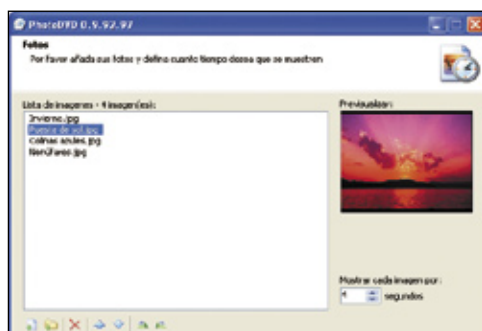 PhotoDVD 0.9.92.97
Fotos
Por favor añada sus fotos y defina cuanto tiempo desea que se muestren
Lista de imagenes - 4 imagen(es):
Invierno.jpg
Puesta de sol.jpg
Colinas azules.jpg
Nenúfares.jpg
Previsualizar:
Mostrar cada imagen por:
4 segundos